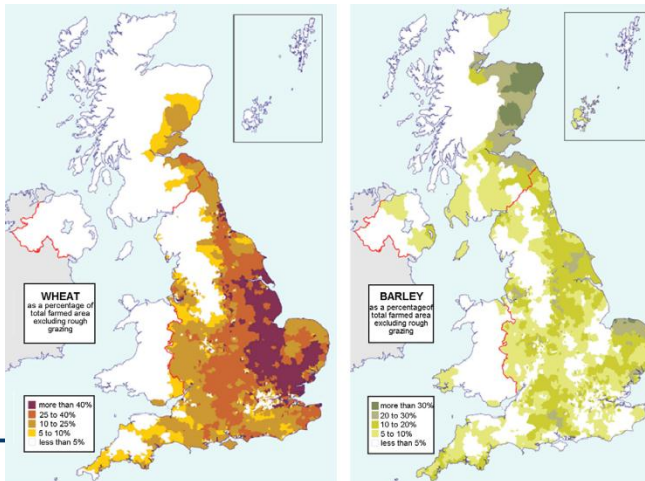 WHEAT
as a percentage of
total farmed area
excluding rough
grazing
more than 40%
25 to 40%
10 to 25%
5 to 10%
less than 5%
BARLEY
as a percentageof
total farmed area
excluding rough
grazing
more than 30%
20 to 30%
10 to 20%
5 to 10%
less than 5%